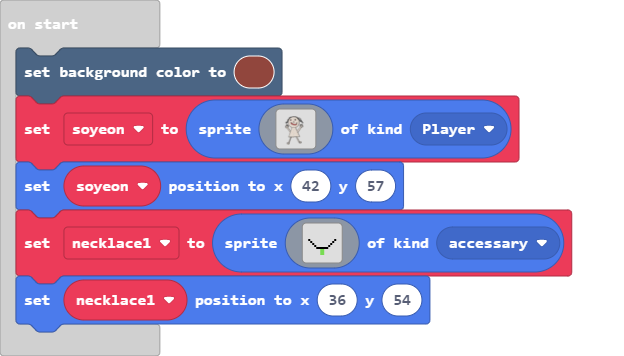 on start
set background color to
set soyeon to sprite of kind Player
set soyeon position to x 42 y 57
set necklace1 to sprite of kind accessary
set necklace1 position to x 36 y 54